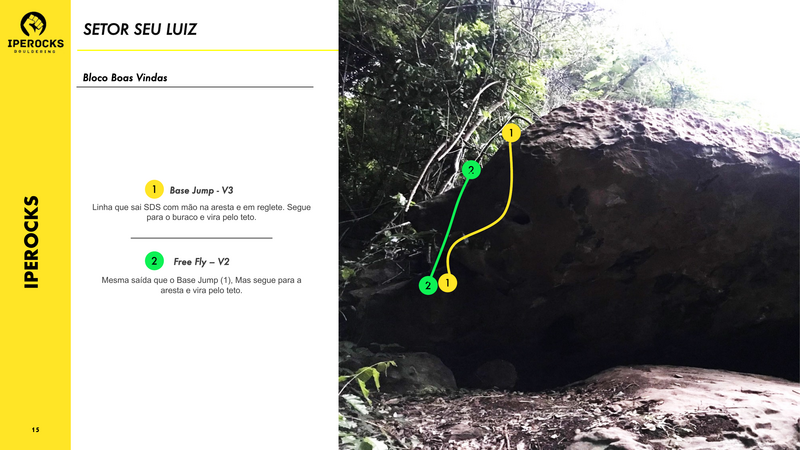 IPEROCKS
BOULDERING
SETOR SEU LUIZ
Bloco Boas Vindas
1 Base Jump - V3
Linha que sai SDS com mão na aresta e em reglete. Segue
para o buraco e vira pelo teto.
2 Free Fly – V2
Mesma saída que o Base Jump (1), Mas segue para a
aresta e vira pelo teto.
IPEROCKS
15
1
2
2
1